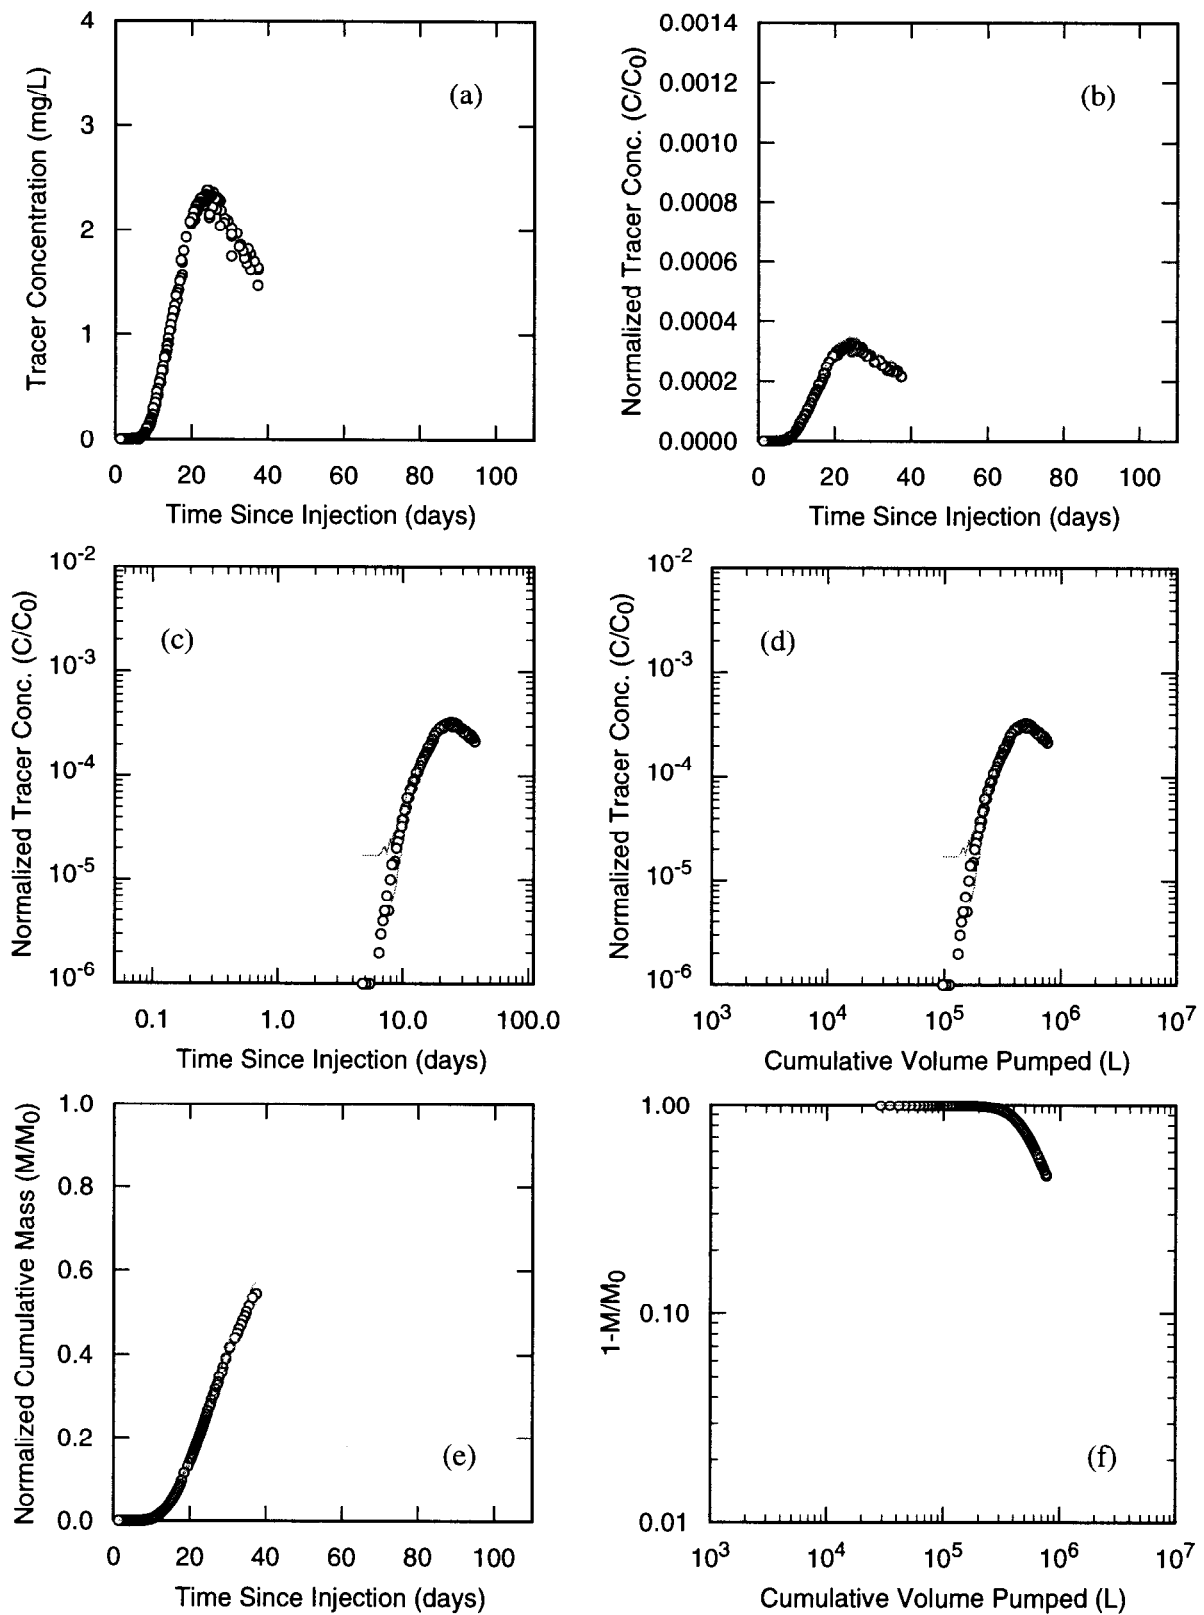 4
3
2
1
0
Tracer Concentration (mg/L)
(a)
0 20 40 60 80 100
Time Since Injection (days)
0.0014
0.0012
0.0010
0.0008
0.0006
0.0004
0.0002
0.0000
Normalized Tracer Conc. (C/C0)
(b)
0 20 40 60 80 100
Time Since Injection (days)
10-2
10-3
10-4
10-5
10-6
Normalized Tracer Conc. (C/C0)
(c)
0.1 1.0 10.0 100.0
Time Since Injection (days)
10-2
10-3
10-4
10-5
10-6
Normalized Tracer Conc. (C/C0)
(d)
103 104 105 106 107
Cumulative Volume Pumped (L)
1.0
0.8
0.6
0.4
0.2
0.0
Normalized Cumulative Mass (M/M0)
(e)
0 20 40 60 80 100
Time Since Injection (days)
1.00
0.10
0.01
1-M/M0
(f)
103 104 105 106 107
Cumulative Volume Pumped (L)